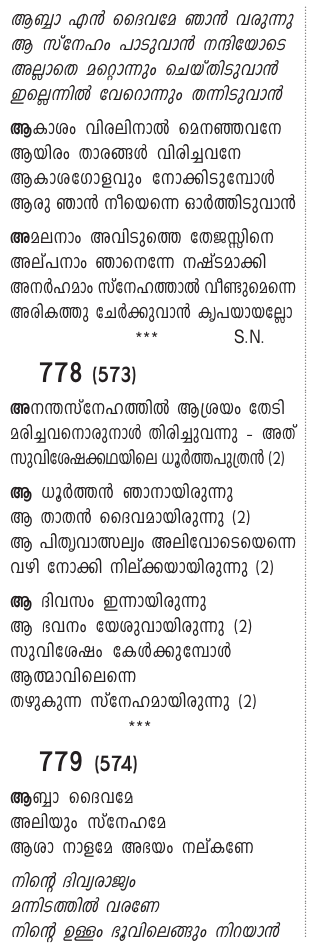 ആബ്ബാ എൻ ദൈവമേ ഞാൻ വരുന്നു
ആ സ്നേഹം പാടുവാൻ നന്ദിയോടെ
അല്ലാതെ മറ്റൊന്നും ചെയ്തിടുവാൻ
ഇല്ലെന്നിൽ വേറൊന്നും തന്നിടുവാൻ
ആകാശം വിരലിനാൽ മെനഞ്ഞവനേ
ആയിരം താരങ്ങൾ വിരിച്ചവനേ
ആകാശഗോളവും നോക്കിടുമ്പോൾ
ആരു ഞാൻ നീയെന്നെ ഓർത്തിടുവാൻ
അമലനാം അവിടുത്തെ തേജസ്സിനെ
അല്പനാം ഞാനെന്നേ നഷ്ടമാക്കി
അനർഹമാം സ്നേഹത്താൽ വീണ്ടുമെന്നെ
അരികത്തു ചേർക്കുവാൻ കൃപയായല്ലോ
*** S.N.
778 (573)
അനന്തസ്നേഹത്തിൽ ആശ്രയം തേടി
മരിച്ചവനൊരുനാൾ തിരിച്ചുവന്നു - അത്
സുവിശേഷക്കഥയിലെ ധൂർത്തപുത്രൻ (2)
ആ ധൂർത്തൻ ഞാനായിരുന്നു
ആ താതൻ ദൈവമായിരുന്നു (2)
ആ പിതൃവാത്സല്യം അലിവോടെയെന്നെ
വഴി നോക്കി നില്ക്കയായിരുന്നു (2)
ആ ദിവസം ഇന്നായിരുന്നു
ആ ഭവനം യേശുവായിരുന്നു (2)
സുവിശേഷം കേൾക്കുമ്പോൾ
ആത്മാവിലെന്നെ
തഴുകുന്ന സ്നേഹമായിരുന്നു (2)
***
779 (574)
ആബ്ബാ ദൈവമേ
അലിയും സ്നേഹമേ
ആശാ നാളമേ അഭയം നല്കണേ
നിന്റെ ദിവ്യരാജ്യം
മന്നിടത്തിൽ വരണേ
നിന്റെ ഉള്ളം ഭൂവിലെങ്ങും നിറയാൻ